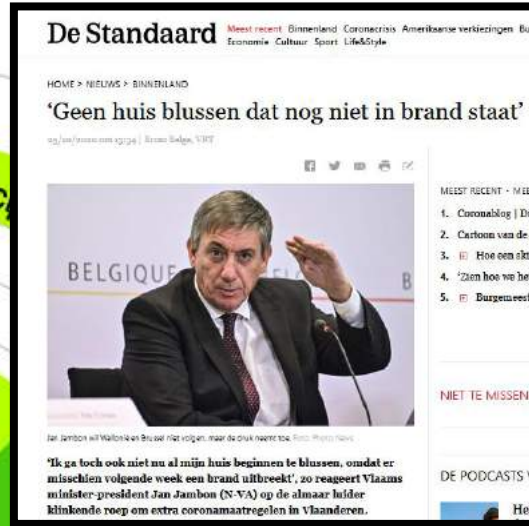 De Standaard
Meest recent Binnenland Coronacrisis Amerikaanse verkiezingen
Economie Cultuur Sport Life&Style
HOME > NIEUWS > BINNENLAND
‘Geen huis blussen dat nog niet in brand staat’
MEEST RECENT
1. Coronablog
2. Cartoon van de
3. Hoe een
4. ‘Zien hoe we
5.
BELGIQUE
B
Jan Jambon wil Wallonië en Brussel niet volgen, maar de druk neemt toe. Foto: Photo News
NIET TE MISSEN
‘Ik ga toch ook niet nu al mijn huis beginnen te blussen, omdat er
misschien volgende week een brand uitbreekt’, zo reageert Vlaams
minister-president Jan Jambon (N-VA) op de almaar luider
klinkende roep om extra coronamaatregelen in Vlaanderen.
DE PODCASTS